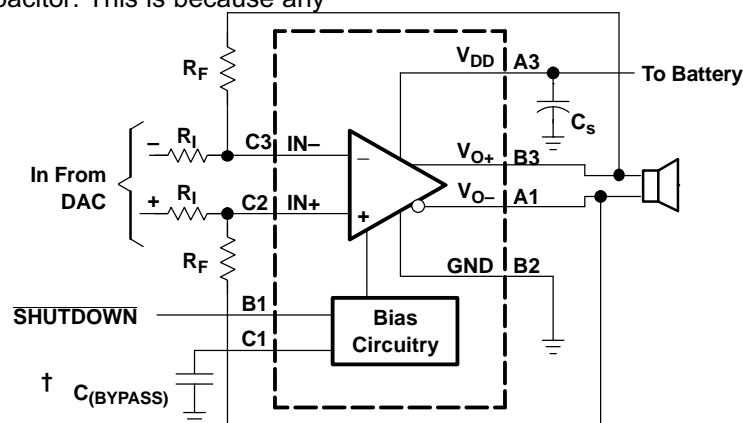 pacitor. This is because any
RF
VDD A3
To Battery
Cs
− RI C3 IN−
−
VO+ B3
In From
DAC
VO− A1
+ RI C2 IN+
+
RF
GND B2
SHUTDOWN
B1
Bias
Circuitry
C1
† C(BYPASS)